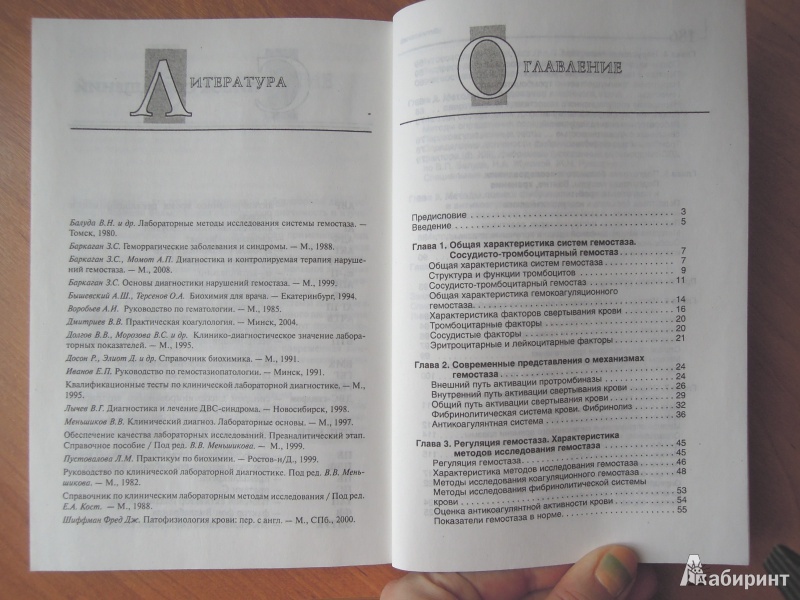 ЛИТЕРАТУРА
Балуда В.Н. и др. Лабораторные методы исследования системы гемостаза. —
Томск, 1980.
Баркаган З.С. Геморрагические заболевания и синдромы. — М., 1988.
Баркаган З.С., Момот А.П. Диагностика и контролируемая терапия наруше-
ний гемостаза. — М., 2008.
Баркаган З.С. Основы диагностики нарушений гемостаза. — М., 1999.
Бышевский А.Ш., Терсенов О.А. Биохимия для врача. — Екатеринбург, 1994.
Воробьев А.И. Руководство по гематологии. — М., 1985.
Дмитриев В.В. Практическая коагулология. — Минск, 2004.
Долгов В.В., Морозова В.С. и др. Клинико-диагностическое значение лабора-
торных показателей. — М., 1995.
Досон Р., Элиот Д. и др. Справочник биохимика. — М., 1991.
Иванов Е.П. Руководство по гемостазиопатологии. — Минск, 1991.
Квалификационные тесты по клинической лабораторной диагностике. — М.,
1995.
Лычев В.Г. Диагностика и лечение ДВС-синдрома. — Новосибирск, 1998.
Меньшиков В.В. Клинический диагноз. Лабораторные основы. — М., 1997.
Обеспечение качества лабораторных исследований. Преаналитический этап.
Справочное пособие / Под ред. В.В. Меньшикова. — М., 1999.
Пустовалова Л.М. Практикум по биохимии. — Ростов-н/Д., 1999.
Руководство по клинической лабораторной диагностике. Под ред. В.В. Мень-
шикова. — М., 1982.
Справочник по клиническим лабораторным методам исследования / Под ред.
Е.А. Кост. — М., 1988.
Шиффман Фред Дж. Патофизиология крови: пер. с англ. — М., СПб., 2000.
ОГЛАВЛЕНИЕ
Предисловие 3
Введение 5
Глава 1. Общая характеристика систем гемостаза.
Сосудисто-тромбоцитарный гемостаз 7
Общая характеристика систем гемостаза 7
Структура и функции тромбоцитов 9
Сосудисто-тромбоцитарный гемостаз 11
Общая характеристика гемокоагуляционного
гемостаза. 14
Характеристика факторов свертывания крови 16
Тромбоцитарные факторы 20
Сосудистые факторы 21
Эритроцитарные и лейкоцитарные факторы 21
Глава 2. Современные представления о механизмах
гемостаза 24
Внешний путь активации протромбиназы 24
Внутренний путь активации свертывания крови 26
Общий путь активации свертывания крови 29
Фибринолитическая система крови. Фибринолиз 32
Антикоагулянтная система 36
Глава 3. Регуляция гемостаза. Характеристика
методов исследования гемостаза 45
Регуляция гемостаза. 45
Характеристика методов исследования гемостаза 46
Методы исследования коагуляционного гемостаза 48
Методы исследования фибринолитической системы
крови 53
Оценка антикоагулянтной активности крови 54
Показатели гемостаза в норме. 55
Лабиринт